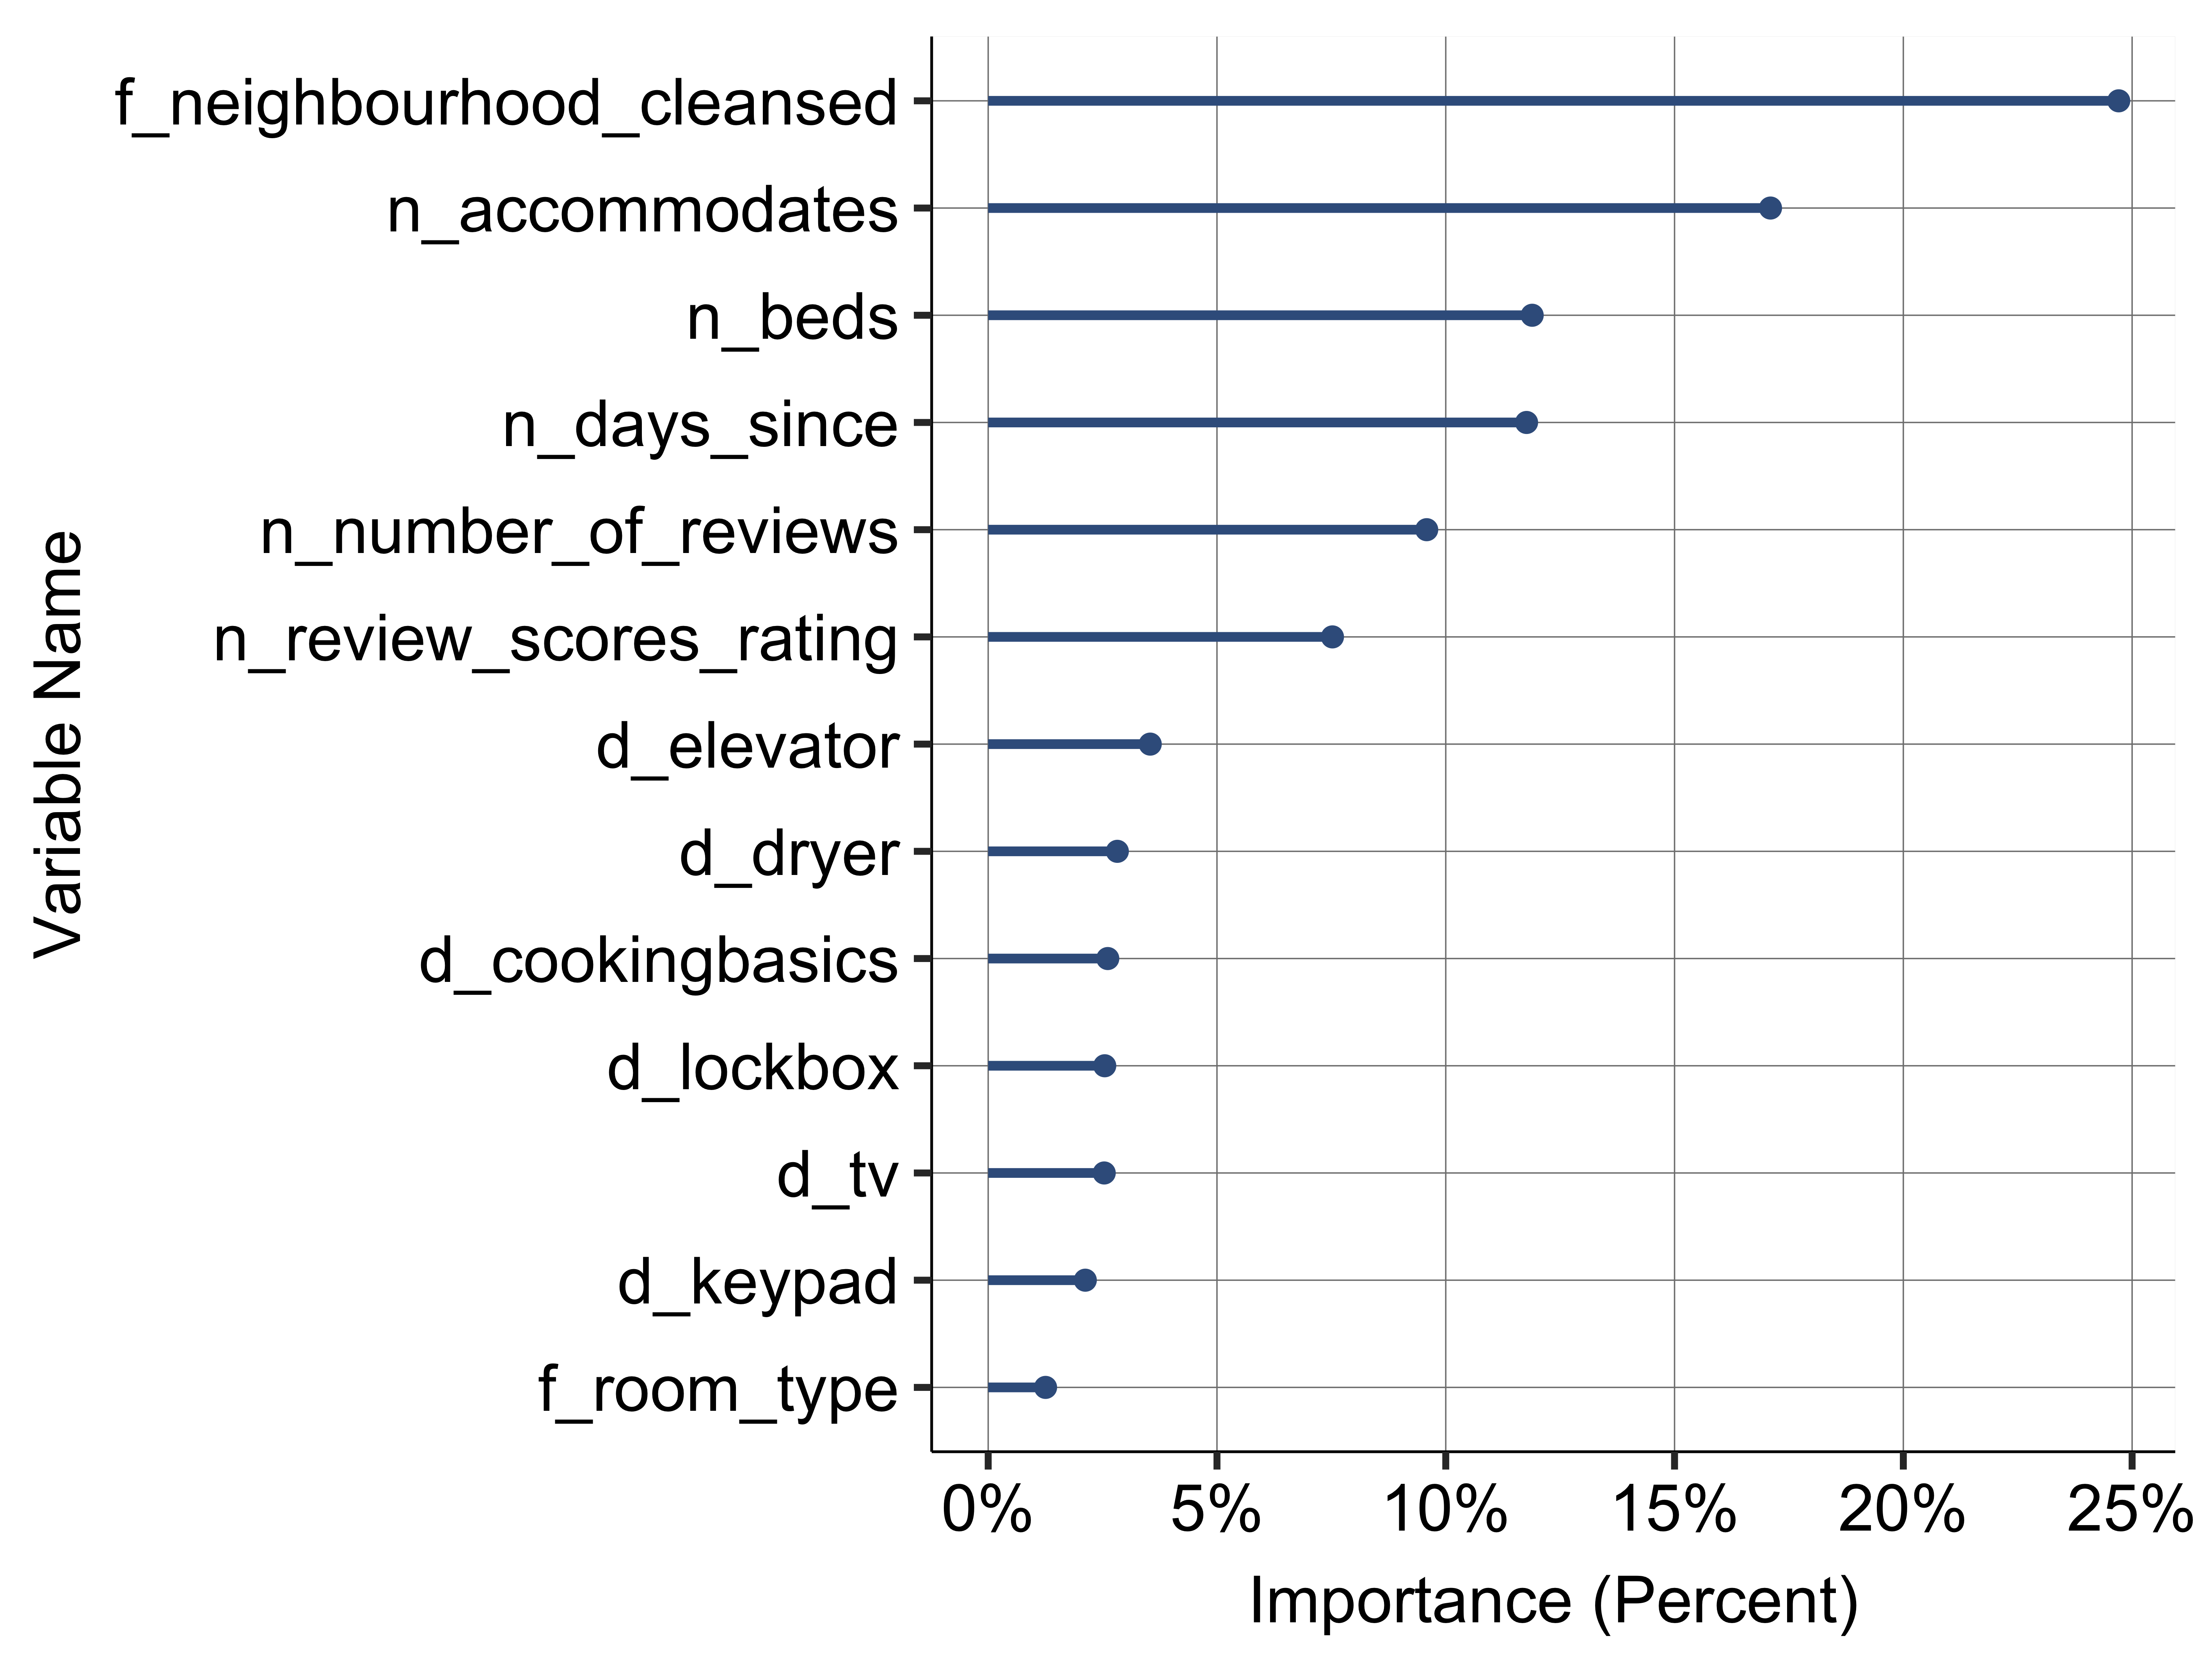 f_neighbourhood_cleansed
n_accommodates
n_beds
n_days_since
n_number_of_reviews
n_review_scores_rating
d_elevator
d_dryer
d_cookingbasics
d_lockbox
d_tv
d_keypad
f_room_type
Variable Name
0% 5% 10% 15% 20% 25%
Importance (Percent)